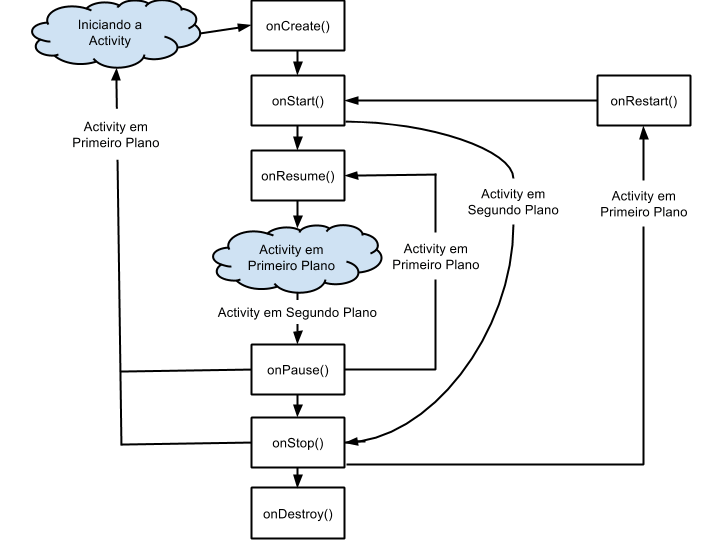 Iniciando a
Activity
onCreate()
onStart()
onRestart()
Activity em
Primeiro Plano
onResume()
Activity em
Segundo Plano
Activity em
Primeiro Plano
Activity em
Primeiro Plano
Activity em
Primeiro Plano
Activity em Segundo Plano
onPause()
onStop()
onDestroy()